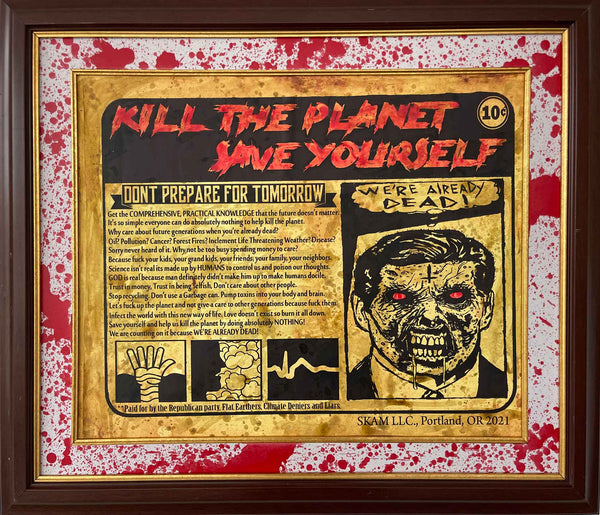 KILL THE PLANET
10¢
SAVE YOURSELF
DONT PREPARE FOR TOMORROW
WE'RE ALREADY
DEAD!
Get the COMPREHENSIVE, PRACTICAL KNOWLEDGE that the future doesn't matter.
It's so simple everyone can do absolutely nothing to help kill the planet.
Why care about future generations when you're already dead?
Oil? Pollution? Cancer? Forest Fires? Inclement Life Threatening Weather? Disease?
Sorry never heard of it. Why not be too busy spending money to care?
Because fuck your kids, your grand kids, your friends, your family, your neighbors.
Science isn't real its made up by HUMANS to control us and poison our thoughts.
GOD is real because man definetly didn't make him up to make humans docile.
Trust in money, Trust in being Selfish, Don't care about other people.
Stop recycling. Don't use a Garbage can. Pump toxins into your body and brain.
Let's fuck up the planet and not give a care to other generations because fuck them.
Infect the world with this new way of life. Love doesn't exist so burn it all down.
Save yourself and help us kill the planet by doing absolutely NOTHING!
We are counting on it because WE'RE ALREADY DEAD!
**Paid for by the Republican party, Flat Earthers, Climate Deniers and Liars.
SKAM LLC., Portland, OR 2021